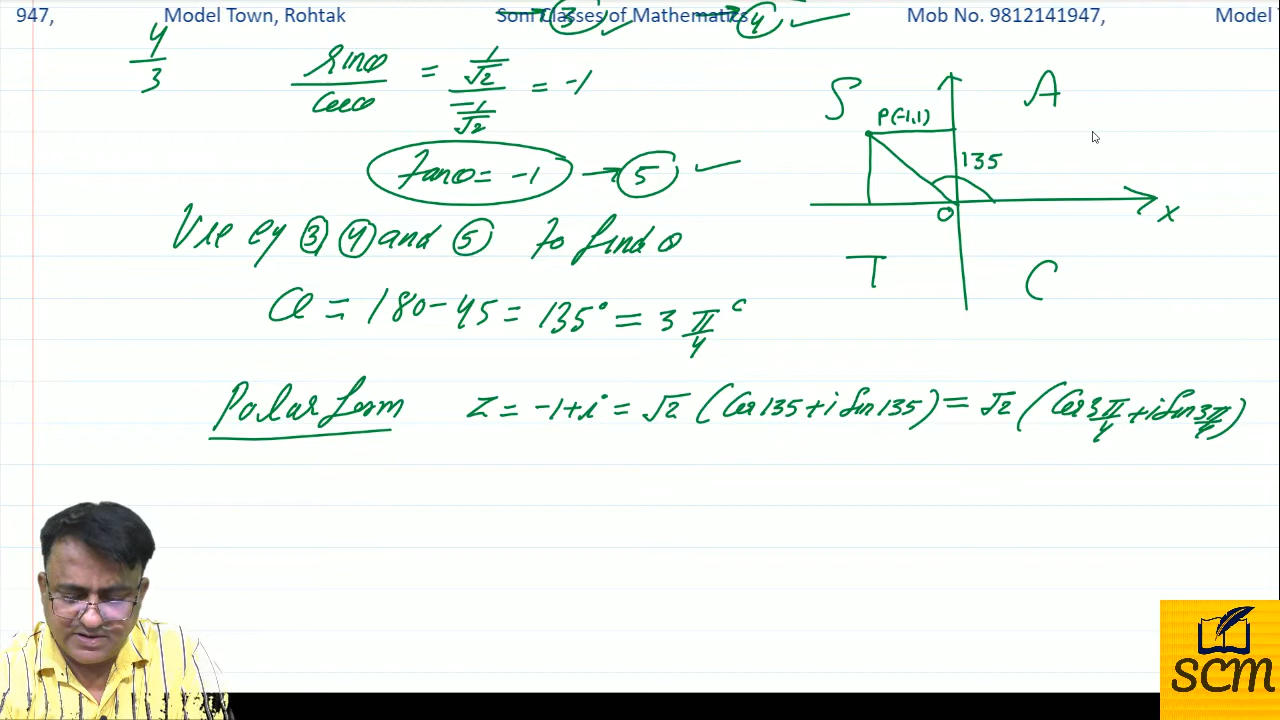 947, Model Town, Rohtak Soni Classes of Mathematics Mob No. 9812141947, Model
→ 3 → 4
4/3
sinθ/cosθ = (1/√2)/(-1/√2) = -1
tanθ = -1 → 5
Use eq 3 4 and 5 to find θ
θ = 180 - 45 = 135° = 3π/4 ᶜ
Polar form z = -1+i = √2 (Cos 135 + i Sin 135) = √2 (Cos 3π/4 + i Sin 3π/4)
S A
P(-1,1)
135
O X
T C
SCM